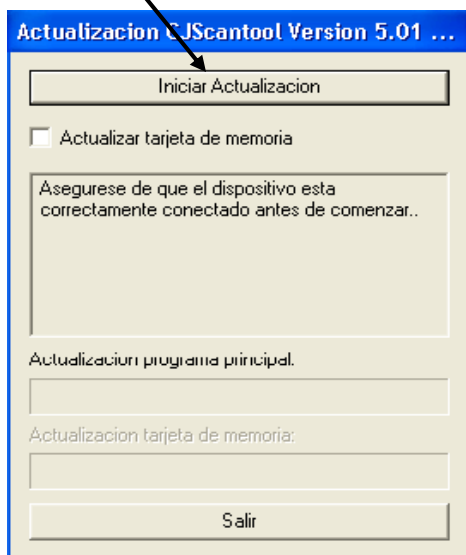 Actualizacion CJScantool Version 5.01 ...
Iniciar Actualizacion
Actualizar tarjeta de memoria
Asegurese de que el dispositivo esta
correctamente conectado antes de comenzar..
Actualizacion programa principal:
Actualizacion tarjeta de memoria:
Salir